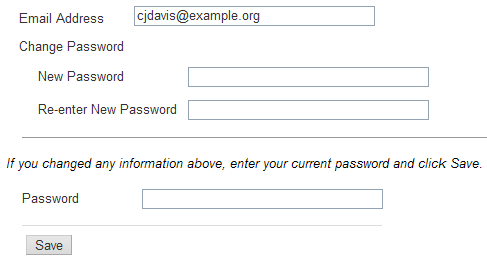 Email Address cjdavis@example.org
Change Password
New Password
Re-enter New Password
If you changed any information above, enter your current password and click Save.
Password
Save